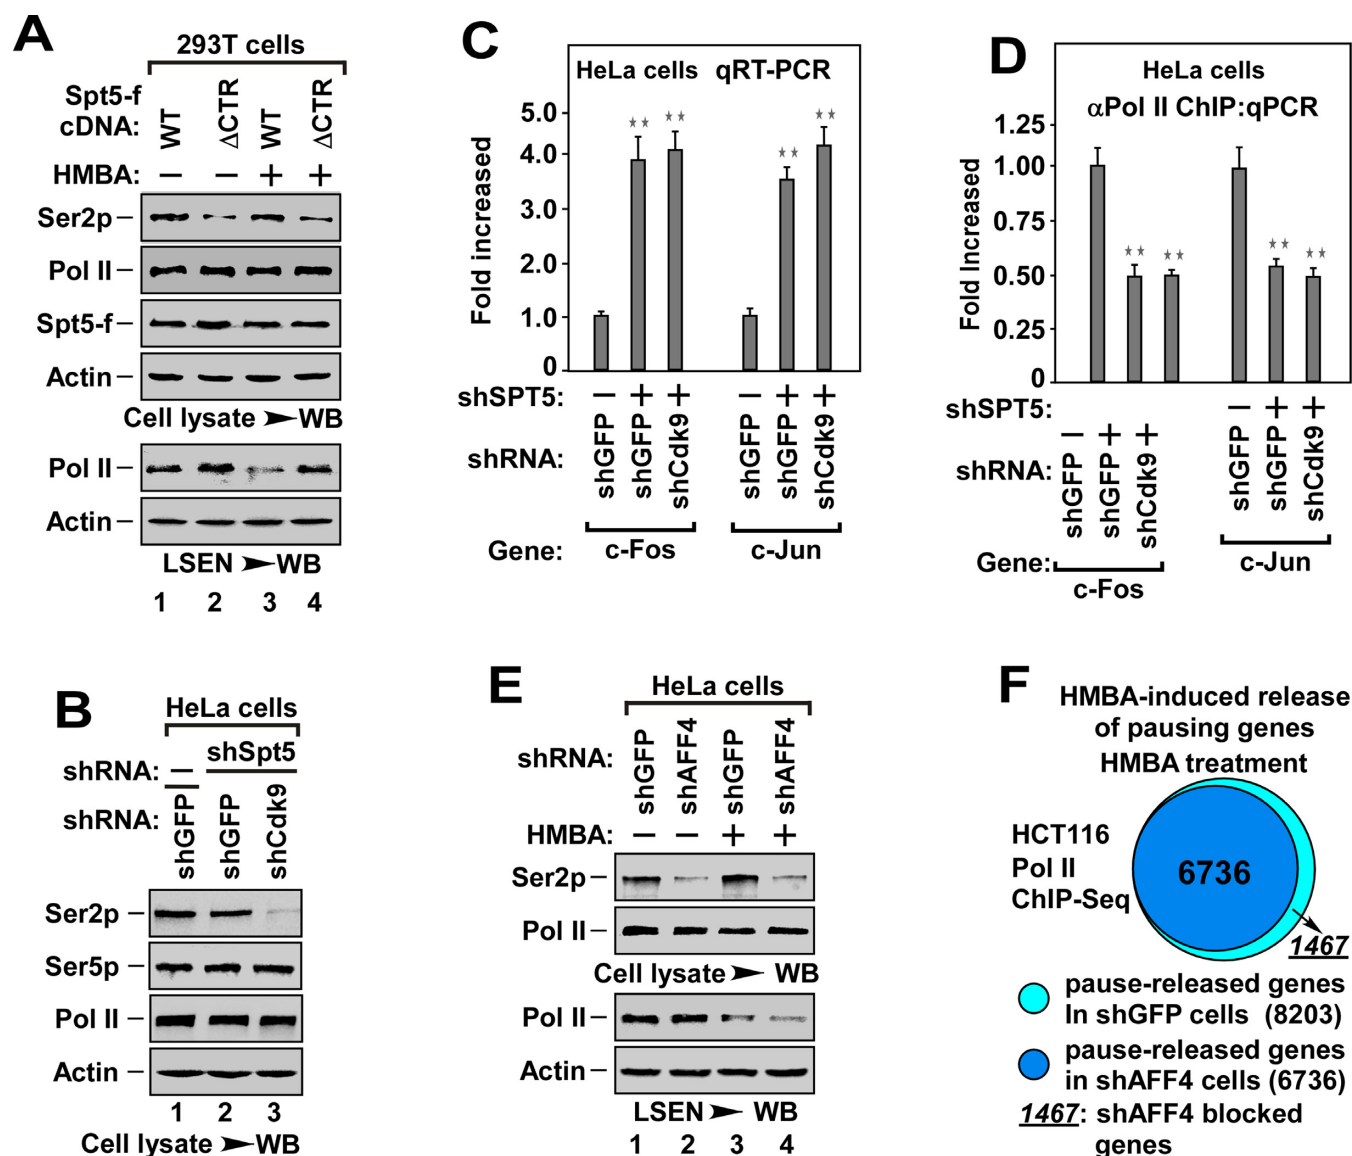 A
293T cells
Spt5-f
cDNA:
WT
ΔCTR
WT
ΔCTR
HMBA: − − + +
Ser2p
Pol II
Spt5-f
Actin
Cell lysate ➤ WB
Pol II
Actin
LSEN ➤ WB
1 2 3 4
B
HeLa cells
shSpt5
shRNA: −
shRNA:
shGFP
shGFP
shCdk9
Ser2p
Ser5p
Pol II
Actin
1 2 3
Cell lysate ➤ WB
C
HeLa cells qRT-PCR
Fold increased
5.0
4.0
3.0
2.0
1.0
0
★★ ★★ ★★ ★★
shSPT5: − + + − + +
shRNA:
shGFP
shGFP
shCdk9
shGFP
shGFP
shCdk9
Gene: c-Fos c-Jun
D
HeLa cells
αPol II ChIP:qPCR
Fold Increased
1.25
1.00
0.75
0.50
0.25
0
★★ ★★ ★★ ★★
shSPT5: − + + − + +
shRNA:
shGFP
shGFP
shCdk9
shGFP
shGFP
shCdk9
Gene:
c-Fos
c-Jun
E
HeLa cells
shRNA:
shGFP
shAFF4
shGFP
shAFF4
HMBA: − − + +
Ser2p
Pol II
Cell lysate ➤ WB
Pol II
Actin
LSEN ➤ WB
1 2 3 4
F
HMBA-induced release
of pausing genes
HMBA treatment
HCT116
Pol II
ChIP-Seq
6736
1467
pause-released genes
In shGFP cells (8203)
pause-released genes
in shAFF4 cells (6736)
1467: shAFF4 blocked
genes